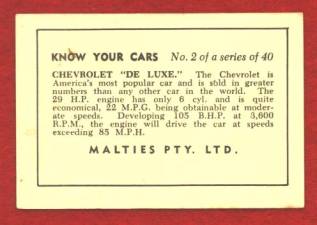 KNOW YOUR CARS No. 2 of a series of 40
CHEVROLET "DE LUXE." The Chevrolet is
America's most popular car and is sold in greater
numbers than any other car in the world. The
29 H.P. engine has only 6 cyl. and is quite
economical, 22 M.P.G. being obtainable at moder-
ate speeds. Developing 105 B.H.P. at 3,600
R.P.M., the engine will drive the car at speeds
exceeding 85 M.P.H.
MALTIES PTY. LTD.